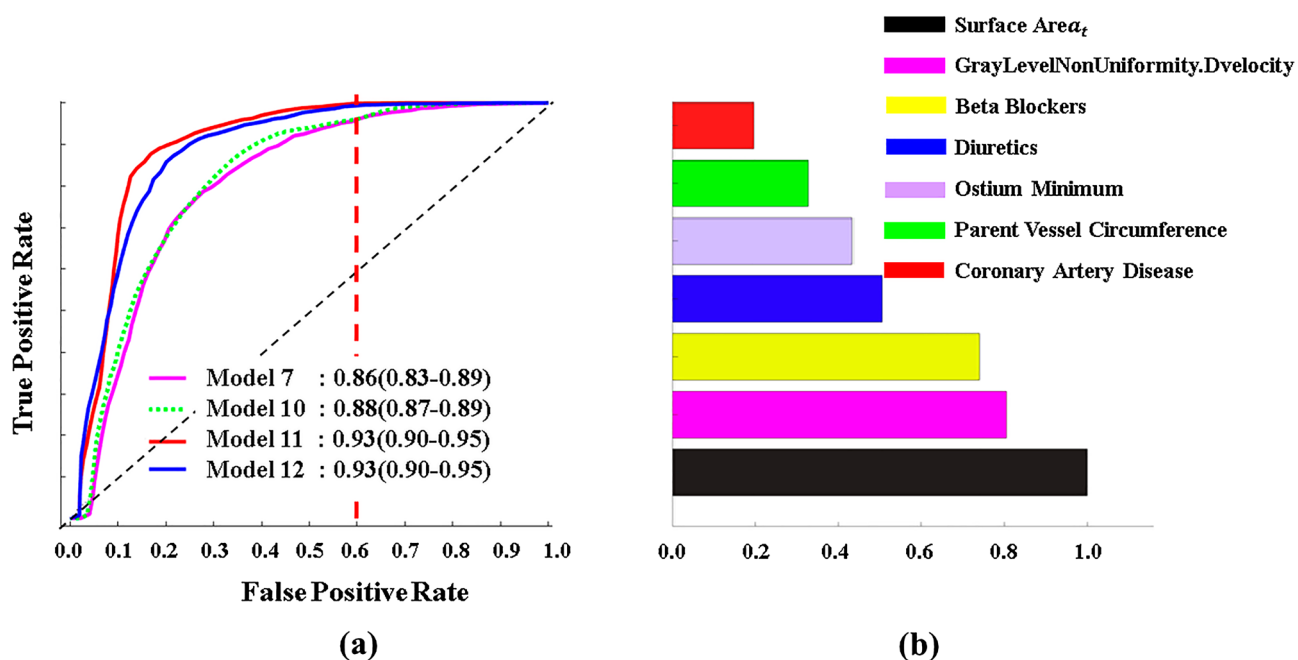 True Positive Rate
Model 7 : 0.86(0.83-0.89)
Model 10 : 0.88(0.87-0.89)
Model 11 : 0.93(0.90-0.95)
Model 12 : 0.93(0.90-0.95)
0.0 0.1 0.2 0.3 0.4 0.5 0.6 0.7 0.8 0.9 1.0
False Positive Rate
(a)
Surface Areaₐₜ
GrayLevelNonUniformity.Dvelocity
Beta Blockers
Diuretics
Ostium Minimum
Parent Vessel Circumference
Coronary Artery Disease
0.0 0.2 0.4 0.6 0.8 1.0
(b)